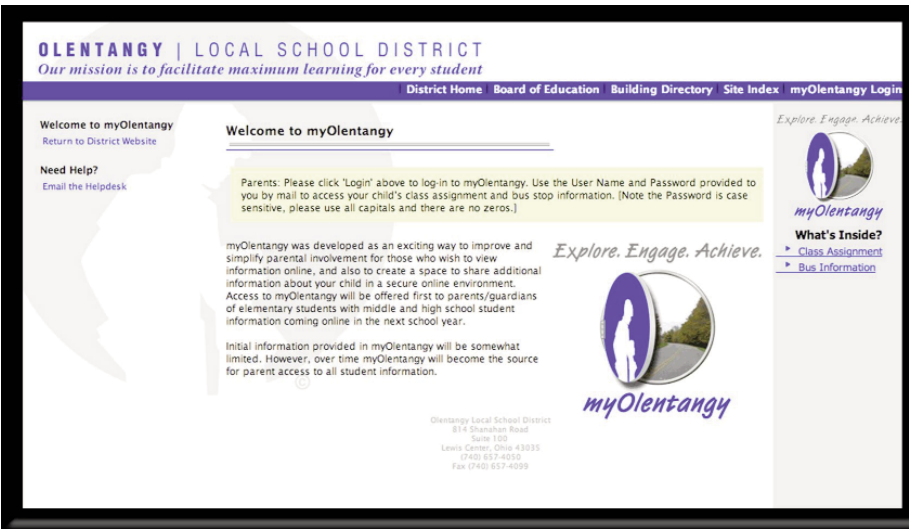 OLENTANGY | LOCAL SCHOOL DISTRICT
Our mission is to facilitate maximum learning for every student
District Home | Board of Education | Building Directory | Site Index | myOlentangy Login
Welcome to myOlentangy
Return to District Website
Need Help?
Email the Helpdesk
Welcome to myOlentangy
Parents: Please click 'Login' above to log-in to myOlentangy. Use the User Name and Password provided to
you by mail to access your child's class assignment and bus stop information. [Note the Password is case
sensitive, please use all capitals and there are no zeros.]
myOlentangy was developed as an exciting way to improve and
simplify parental involvement for those who wish to view
information online, and also to create a space to share additional
information about your child in a secure online environment.
Access to myOlentangy will be offered first to parents/guardians
of elementary students with middle and high school student
information coming online in the next school year.
Initial information provided in myOlentangy will be somewhat
limited. However, over time myOlentangy will become the source
for parent access to all student information.
©
Explore. Engage. Achieve.
myOlentangy
Olentangy Local School District
814 Shanahan Road
Suite 100
Lewis Center, Ohio 43035
(740) 657-4050
Fax (740) 657-4099
Explore. Engage. Achieve.
myOlentangy
What's Inside?
Class Assignment
Bus Information